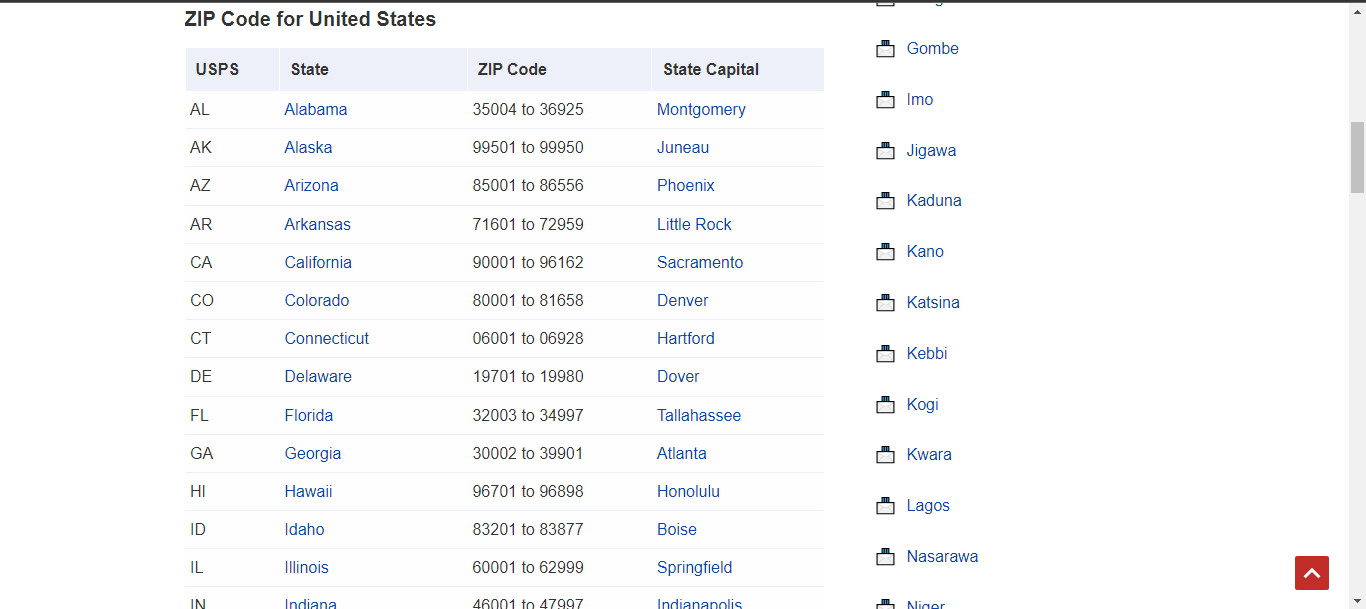 ZIP Code for United States
USPS State ZIP Code State Capital
AL Alabama 35004 to 36925 Montgomery
AK Alaska 99501 to 99950 Juneau
AZ Arizona 85001 to 86556 Phoenix
AR Arkansas 71601 to 72959 Little Rock
CA California 90001 to 96162 Sacramento
CO Colorado 80001 to 81658 Denver
CT Connecticut 06001 to 06928 Hartford
DE Delaware 19701 to 19980 Dover
FL Florida 32003 to 34997 Tallahassee
GA Georgia 30002 to 39901 Atlanta
HI Hawaii 96701 to 96898 Honolulu
ID Idaho 83201 to 83877 Boise
IL Illinois 60001 to 62999 Springfield
IN Indiana 46001 to 47997 Indianapolis
Gombe
Imo
Jigawa
Kaduna
Kano
Katsina
Kebbi
Kogi
Kwara
Lagos
Nasarawa
Niger